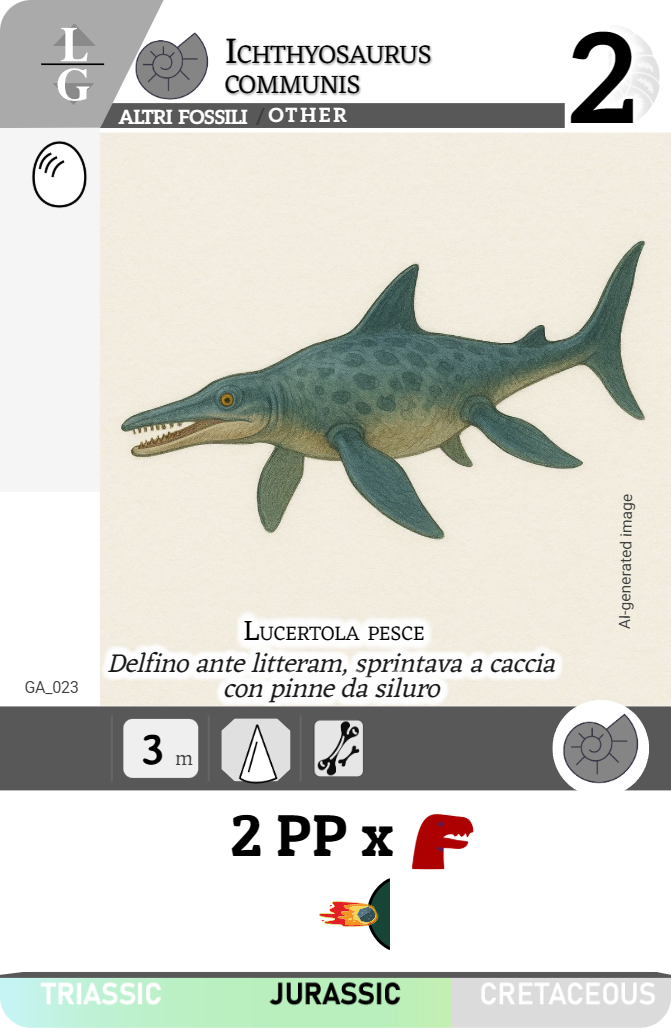 L
G
Ichthyosaurus
communis
2
ALTRI FOSSILI / OTHER
AI-generated image
Lucertola pesce
Delfino ante litteram, sprintava a caccia
con pinne da siluro
GA_023
3 m
2 PP x
TRIASSIC JURASSIC CRETACEOUS